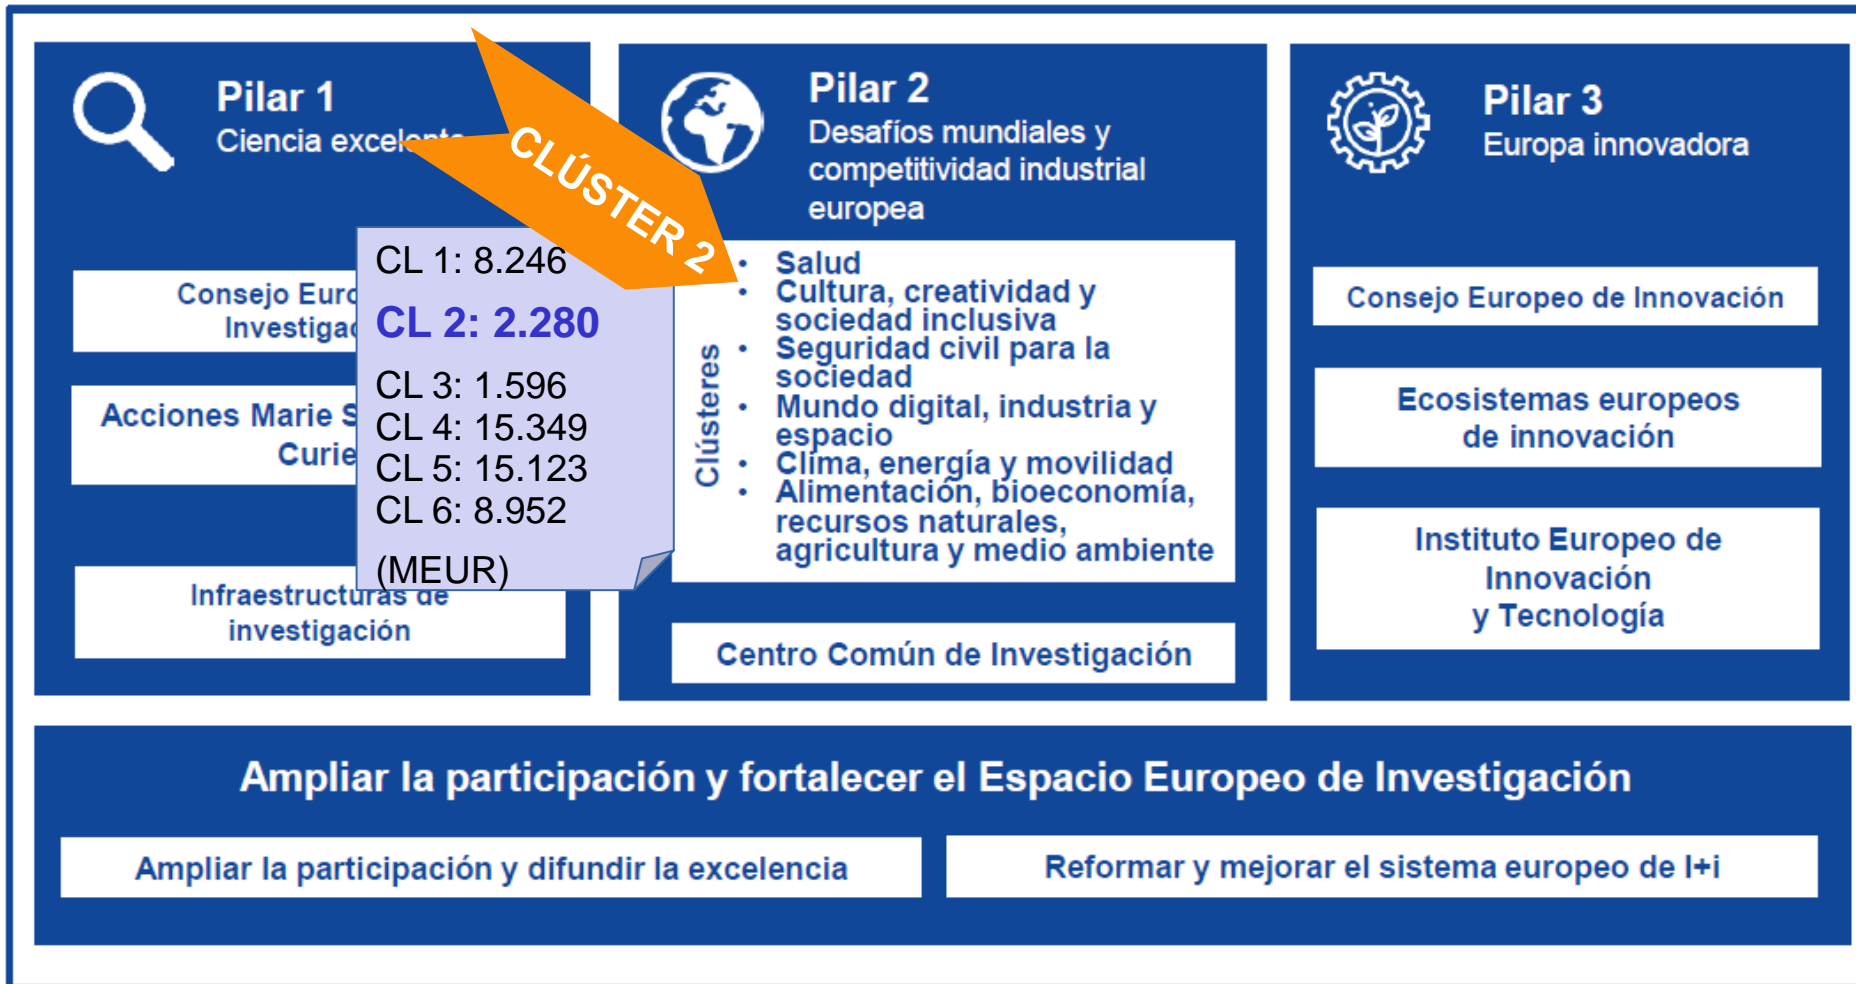 Pilar 1
Ciencia
Consejo
Acciones Marie
Curie
Infraestructuras de
investigación
CLÚSTER 2
CL 1: 8.246
CL 2: 2.280
CL 3: 1.596
CL 4: 15.349
CL 5: 15.123
CL 6: 8.952
(MEUR)
Pilar 2
Desafíos mundiales y
competitividad industrial
europea
Clústeres
• Salud
• Cultura, creatividad y
sociedad inclusiva
• Seguridad civil para la
sociedad
• Mundo digital, industria y
espacio
• Clima, energía y movilidad
• Alimentación, bioeconomía,
recursos naturales,
agricultura y medio ambiente
Centro Común de Investigación
Pilar 3
Europa innovadora
Consejo Europeo de Innovación
Ecosistemas europeos
de innovación
Instituto Europeo de
Innovación
y Tecnología
Ampliar la participación y fortalecer el Espacio Europeo de Investigación
Ampliar la participación y difundir la excelencia
Reformar y mejorar el sistema europeo de I+i